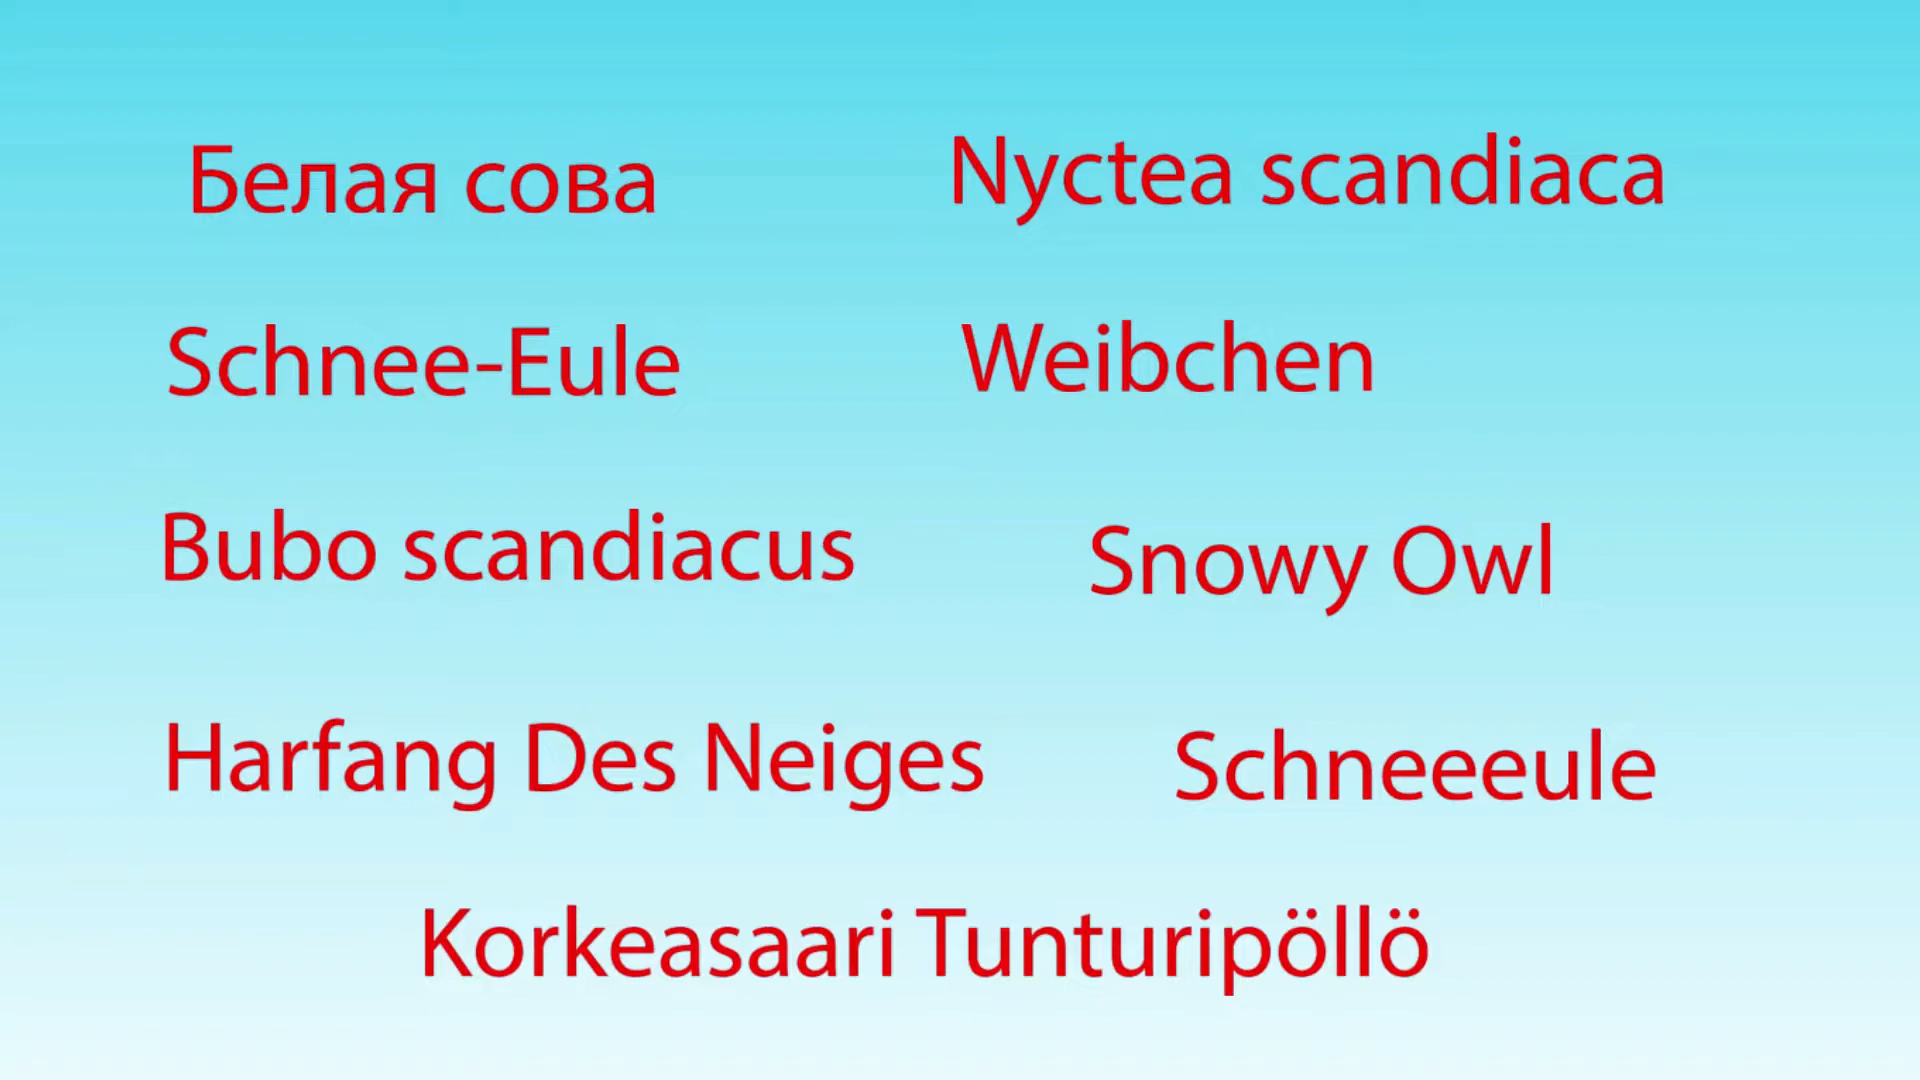 Белая сова
Nyctea scandiaca
Schnee-Eule
Weibchen
Bubo scandiacus
Snowy Owl
Harfang Des Neiges
Schneeeule
Korkeasaari Tunturipöllö